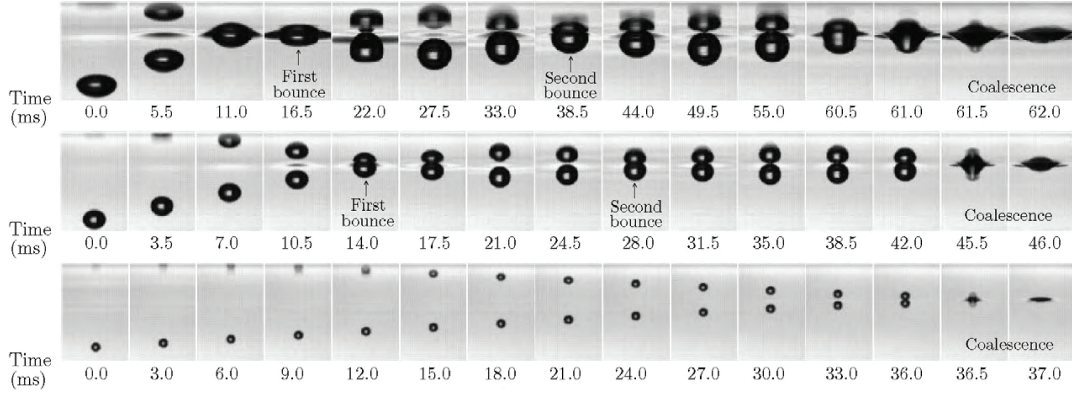 First
bounce
Second
bounce
Coalescence
Time
(ms)
0.0 5.5 11.0 16.5 22.0 27.5 33.0 38.5 44.0 49.5 55.0 60.5 61.0 61.5 62.0
First
bounce
Second
bounce
Coalescence
Time
(ms)
0.0 3.5 7.0 10.5 14.0 17.5 21.0 24.5 28.0 31.5 35.0 38.5 42.0 45.5 46.0
Coalescence
Time
(ms)
0.0 3.0 6.0 9.0 12.0 15.0 18.0 21.0 24.0 27.0 30.0 33.0 36.0 36.5 37.0